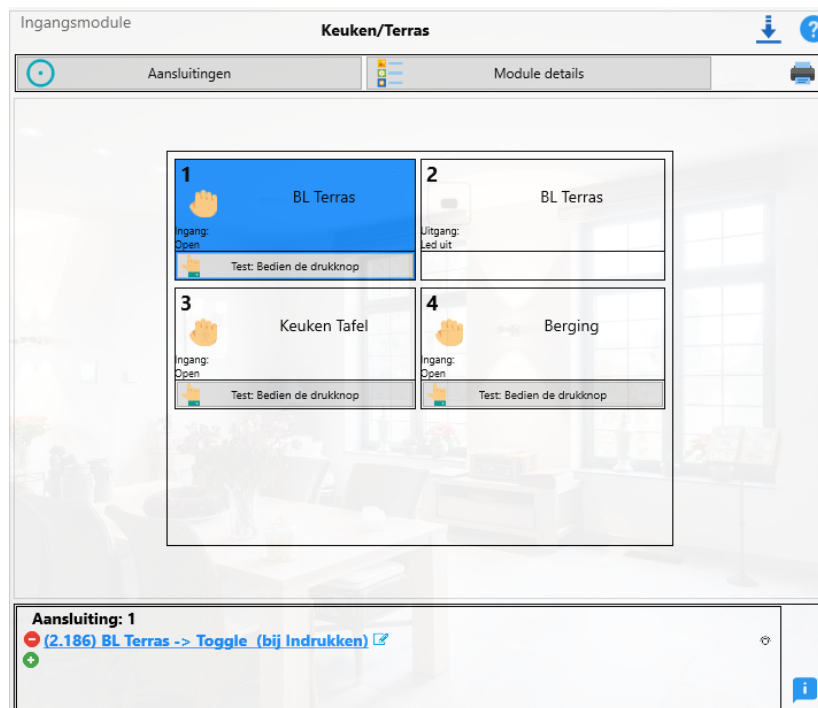 Ingangsmodule
Keuken/Terras
?
Aansluitingen
Module details
1
BL Terras
Ingang:
Open
Test: Bedien de drukknop
2
BL Terras
Uitgang:
Led uit
3
Keuken Tafel
Ingang:
Open
Test: Bedien de drukknop
4
Berging
Ingang:
Open
Test: Bedien de drukknop
Aansluiting: 1
(2.186) BL Terras -> Toggle (bij Indrukken)
i